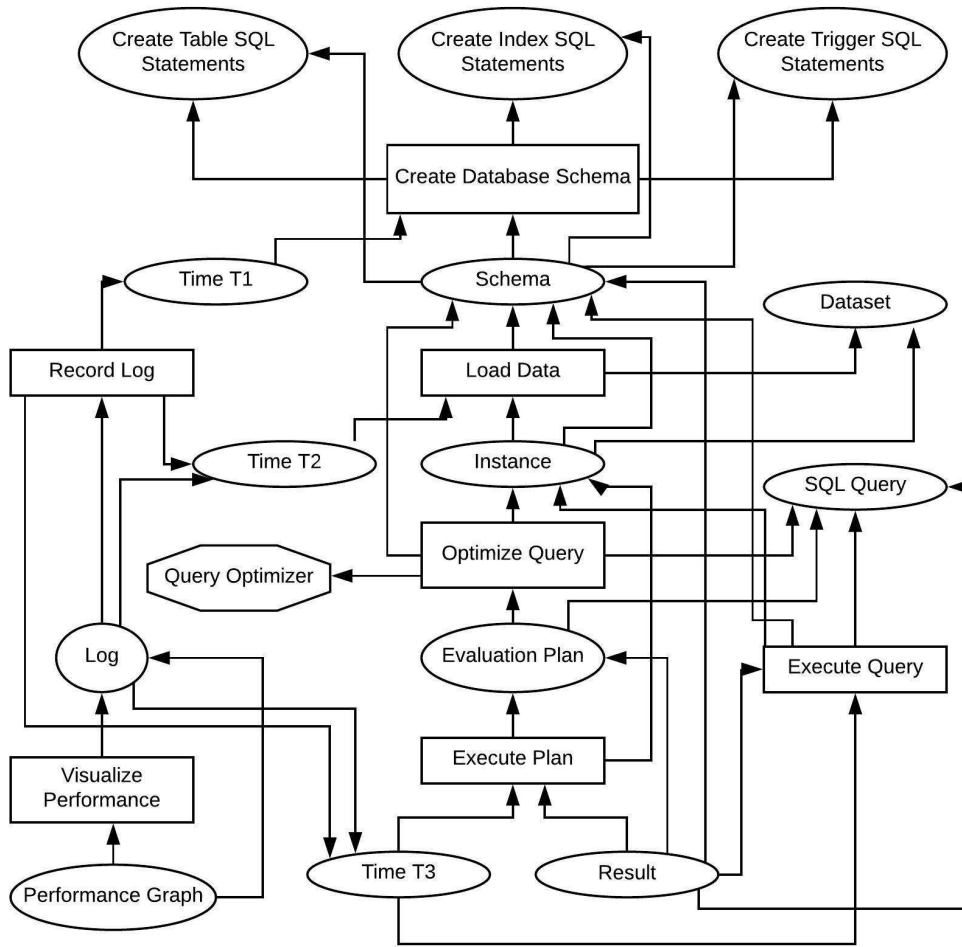 Create Table SQL
Statements
Create Index SQL
Statements
Create Trigger SQL
Statements
Create Database Schema
Time T1
Schema
Dataset
Record Log
Load Data
Time T2
Instance
SQL Query
Optimize Query
Query Optimizer
Log
Evaluation Plan
Execute Query
Visualize
Performance
Execute Plan
Performance Graph
Time T3
Result